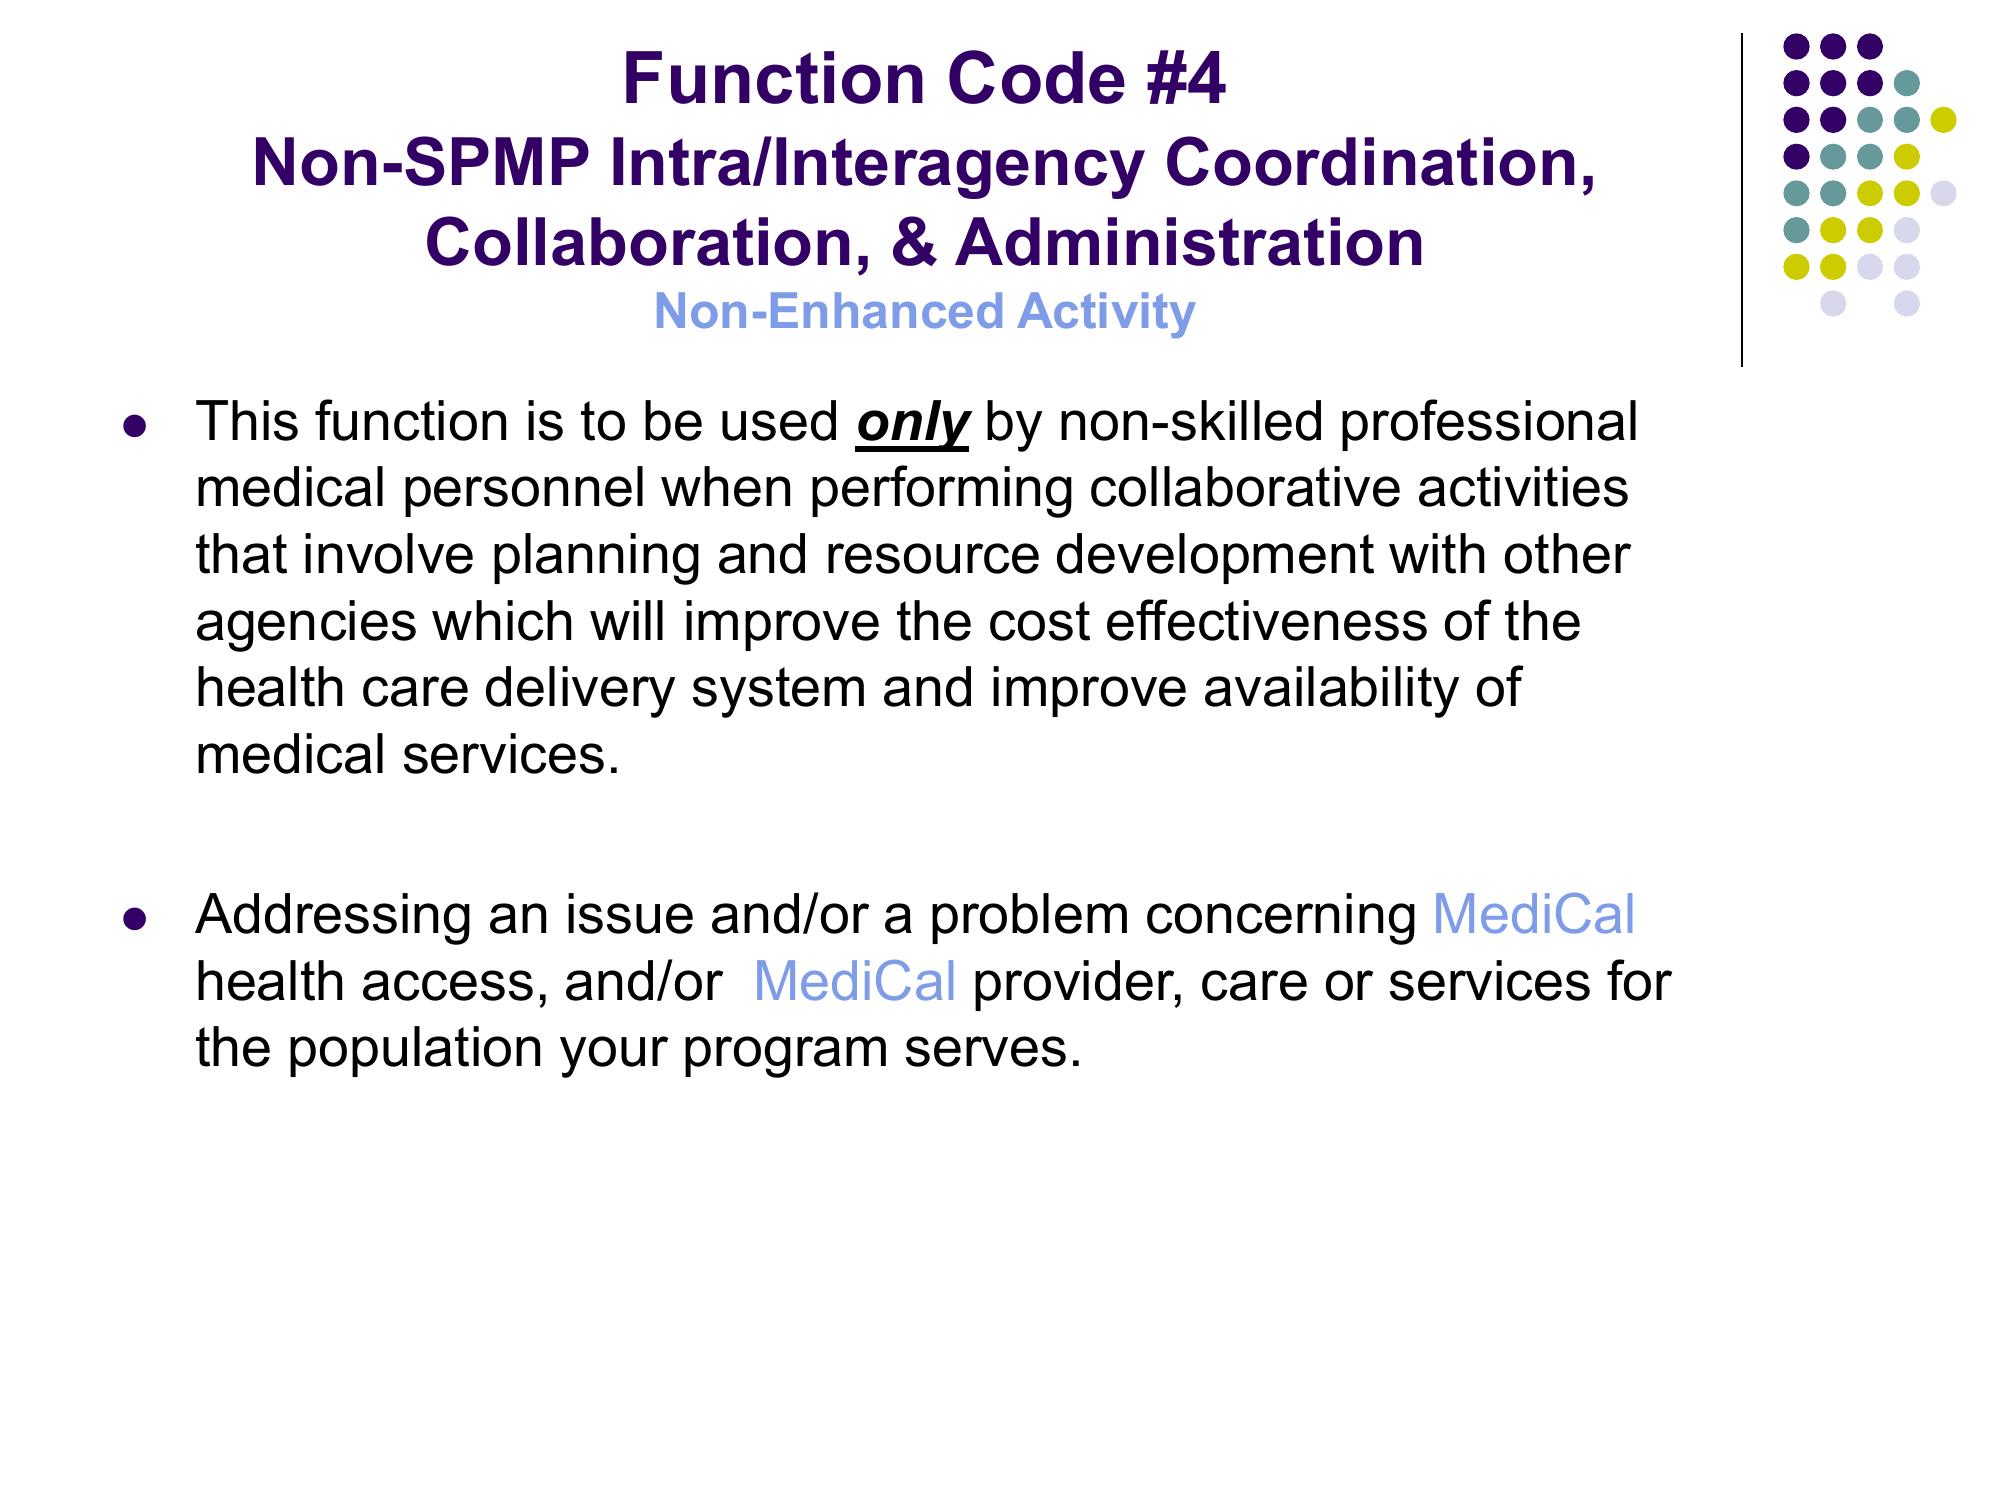 Function Code #4
Non-SPMP Intra/Interagency Coordination,
Collaboration, & Administration
Non-Enhanced Activity
● This function is to be used only by non-skilled professional
medical personnel when performing collaborative activities
that involve planning and resource development with other
agencies which will improve the cost effectiveness of the
health care delivery system and improve availability of
medical services.
● Addressing an issue and/or a problem concerning MediCal
health access, and/or  MediCal provider, care or services for
the population your program serves.